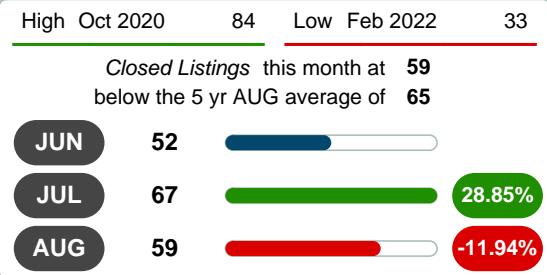 High Oct 2020 84 Low Feb 2022 33
Closed Listings this month at 59
below the 5 yr AUG average of 65
JUN 52
JUL 67 28.85%
AUG 59 -11.94%